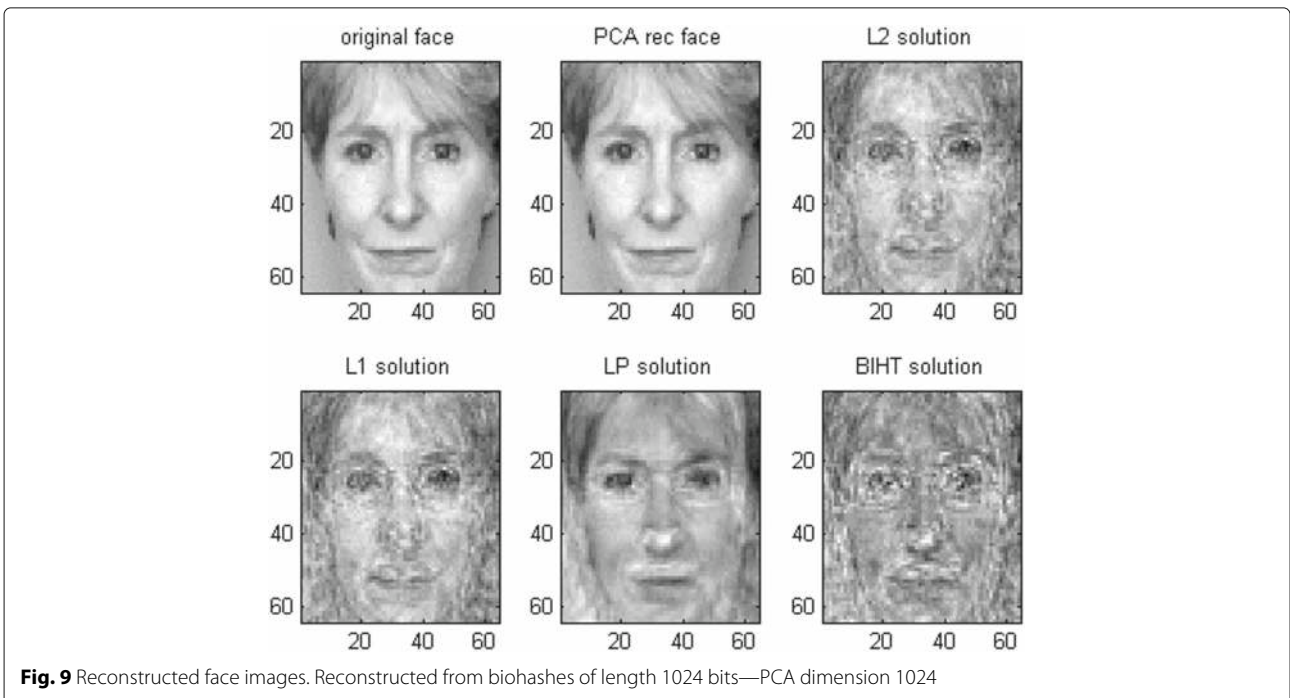 original face PCA rec face L2 solution
20 20 20
40 40 40
60 60 60
20 40 60 20 40 60 20 40 60
L1 solution LP solution BIHT solution
20 20 20
40 40 40
60 60 60
20 40 60 20 40 60 20 40 60
Fig. 9 Reconstructed face images. Reconstructed from biohashes of length 1024 bits—PCA dimension 1024